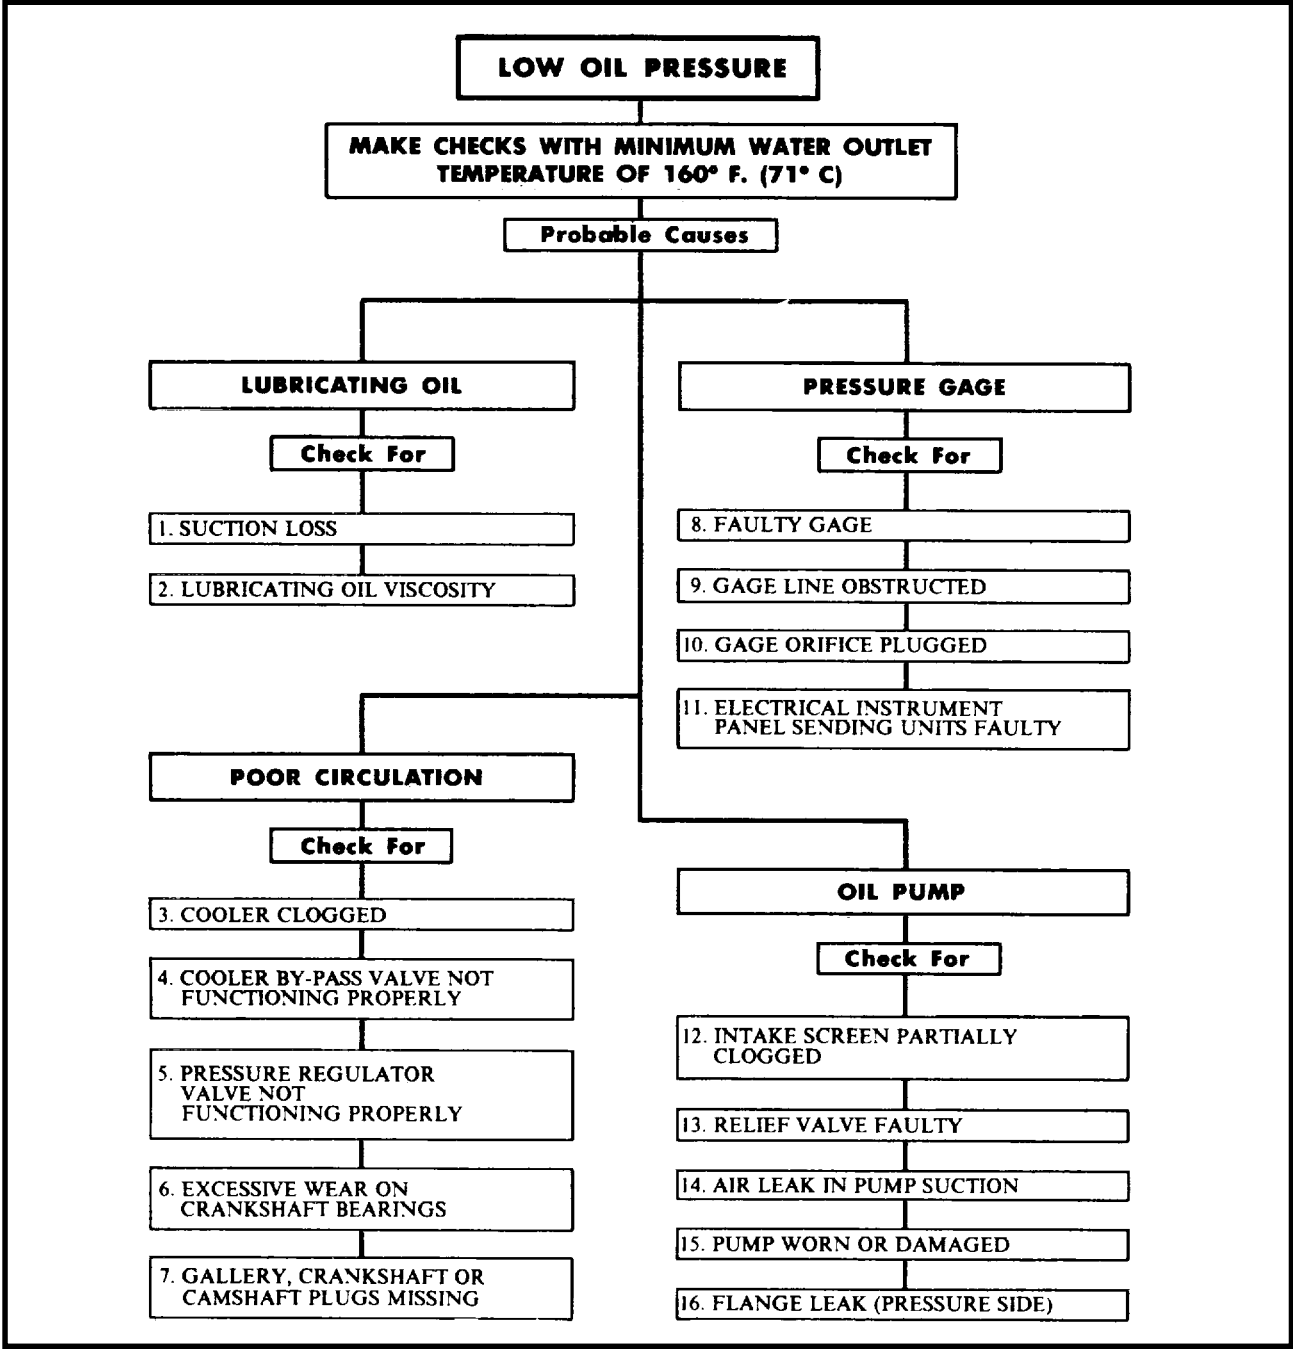 LOW OIL PRESSURE
MAKE CHECKS WITH MINIMUM WATER OUTLET
TEMPERATURE OF 160° F. (71° C)
Probable Causes
LUBRICATING OIL
Check For
1. SUCTION LOSS
2. LUBRICATING OIL VISCOSITY
PRESSURE GAGE
Check For
8. FAULTY GAGE
9. GAGE LINE OBSTRUCTED
10. GAGE ORIFICE PLUGGED
11. ELECTRICAL INSTRUMENT
PANEL SENDING UNITS FAULTY
POOR CIRCULATION
Check For
3. COOLER CLOGGED
4. COOLER BY-PASS VALVE NOT
FUNCTIONING PROPERLY
5. PRESSURE REGULATOR
VALVE NOT
FUNCTIONING PROPERLY
6. EXCESSIVE WEAR ON
CRANKSHAFT BEARINGS
7. GALLERY, CRANKSHAFT OR
CAMSHAFT PLUGS MISSING
OIL PUMP
Check For
12. INTAKE SCREEN PARTIALLY
CLOGGED
13. RELIEF VALVE FAULTY
14. AIR LEAK IN PUMP SUCTION
15. PUMP WORN OR DAMAGED
16. FLANGE LEAK (PRESSURE SIDE)